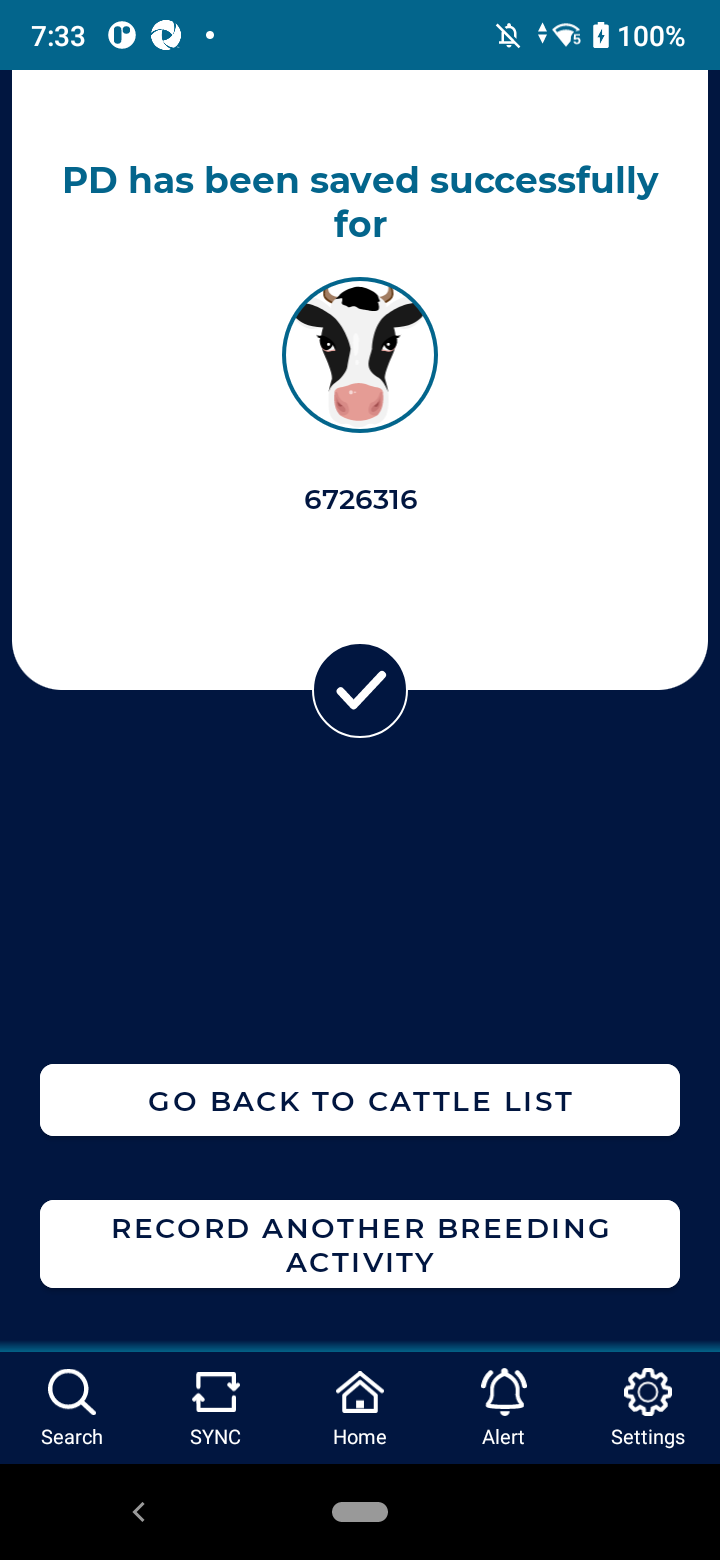 7:33
100%
PD has been saved successfully
for
6726316
GO BACK TO CATTLE LIST
RECORD ANOTHER BREEDING
ACTIVITY
Search
SYNC
Home
Alert
Settings